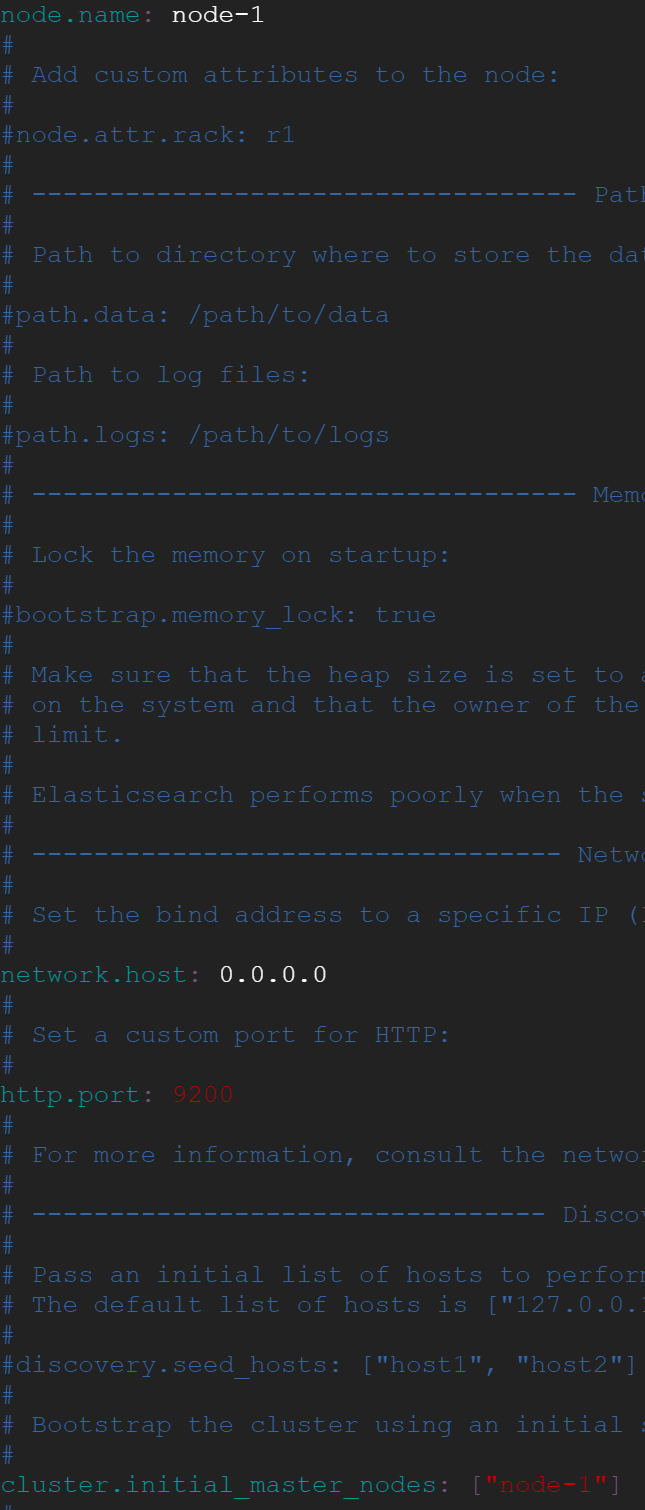 node.name: node-1
#
# Add custom attributes to the node:
#
#node.attr.rack: r1
#
# ----------------------------------- Path
#
# Path to directory where to store the dat
#
#path.data: /path/to/data
#
# Path to log files:
#
#path.logs: /path/to/logs
#
# ----------------------------------- Memo
#
# Lock the memory on startup:
#
#bootstrap.memory_lock: true
#
# Make sure that the heap size is set to a
# on the system and that the owner of the
# limit.
#
# Elasticsearch performs poorly when the s
#
# ---------------------------------- Netwo
#
# Set the bind address to a specific IP (I
#
network.host: 0.0.0.0
#
# Set a custom port for HTTP:
#
http.port: 9200
#
# For more information, consult the networ
#
# --------------------------------- Discov
#
# Pass an initial list of hosts to perform
# The default list of hosts is ["127.0.0.1
#
#discovery.seed_hosts: ["host1", "host2"]
#
# Bootstrap the cluster using an initial s
#
cluster.initial_master_nodes: ["node-1"]
#